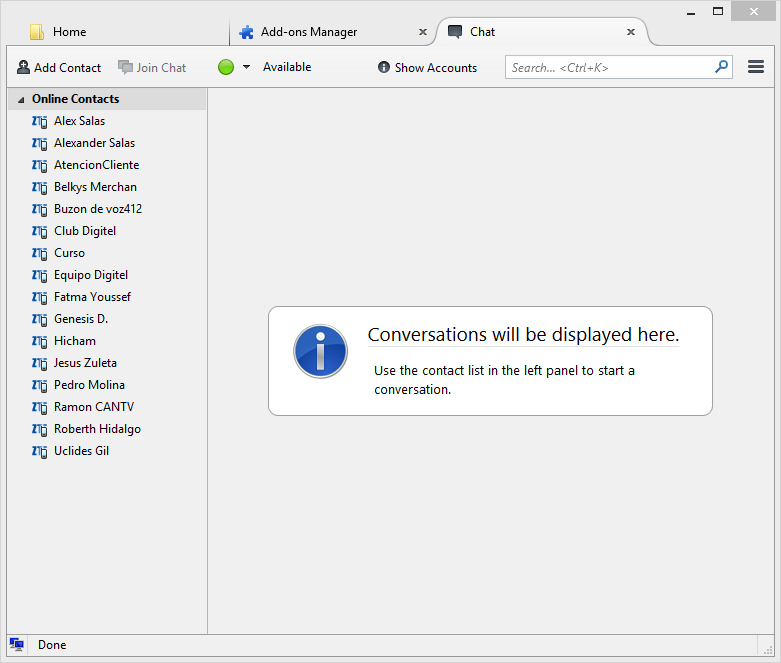 Home
Add-ons Manager
Chat
Add Contact
Join Chat
Available
Show Accounts
Search... <Ctrl+K>
Online Contacts
Alex Salas
Alexander Salas
AtencionCliente
Belkys Merchan
Buzon de voz412
Club Digitel
Curso
Equipo Digitel
Fatma Youssef
Genesis D.
Hicham
Jesus Zuleta
Pedro Molina
Ramon CANTV
Roberth Hidalgo
Uclides Gil
Conversations will be displayed here.
Use the contact list in the left panel to start a
conversation.
Done